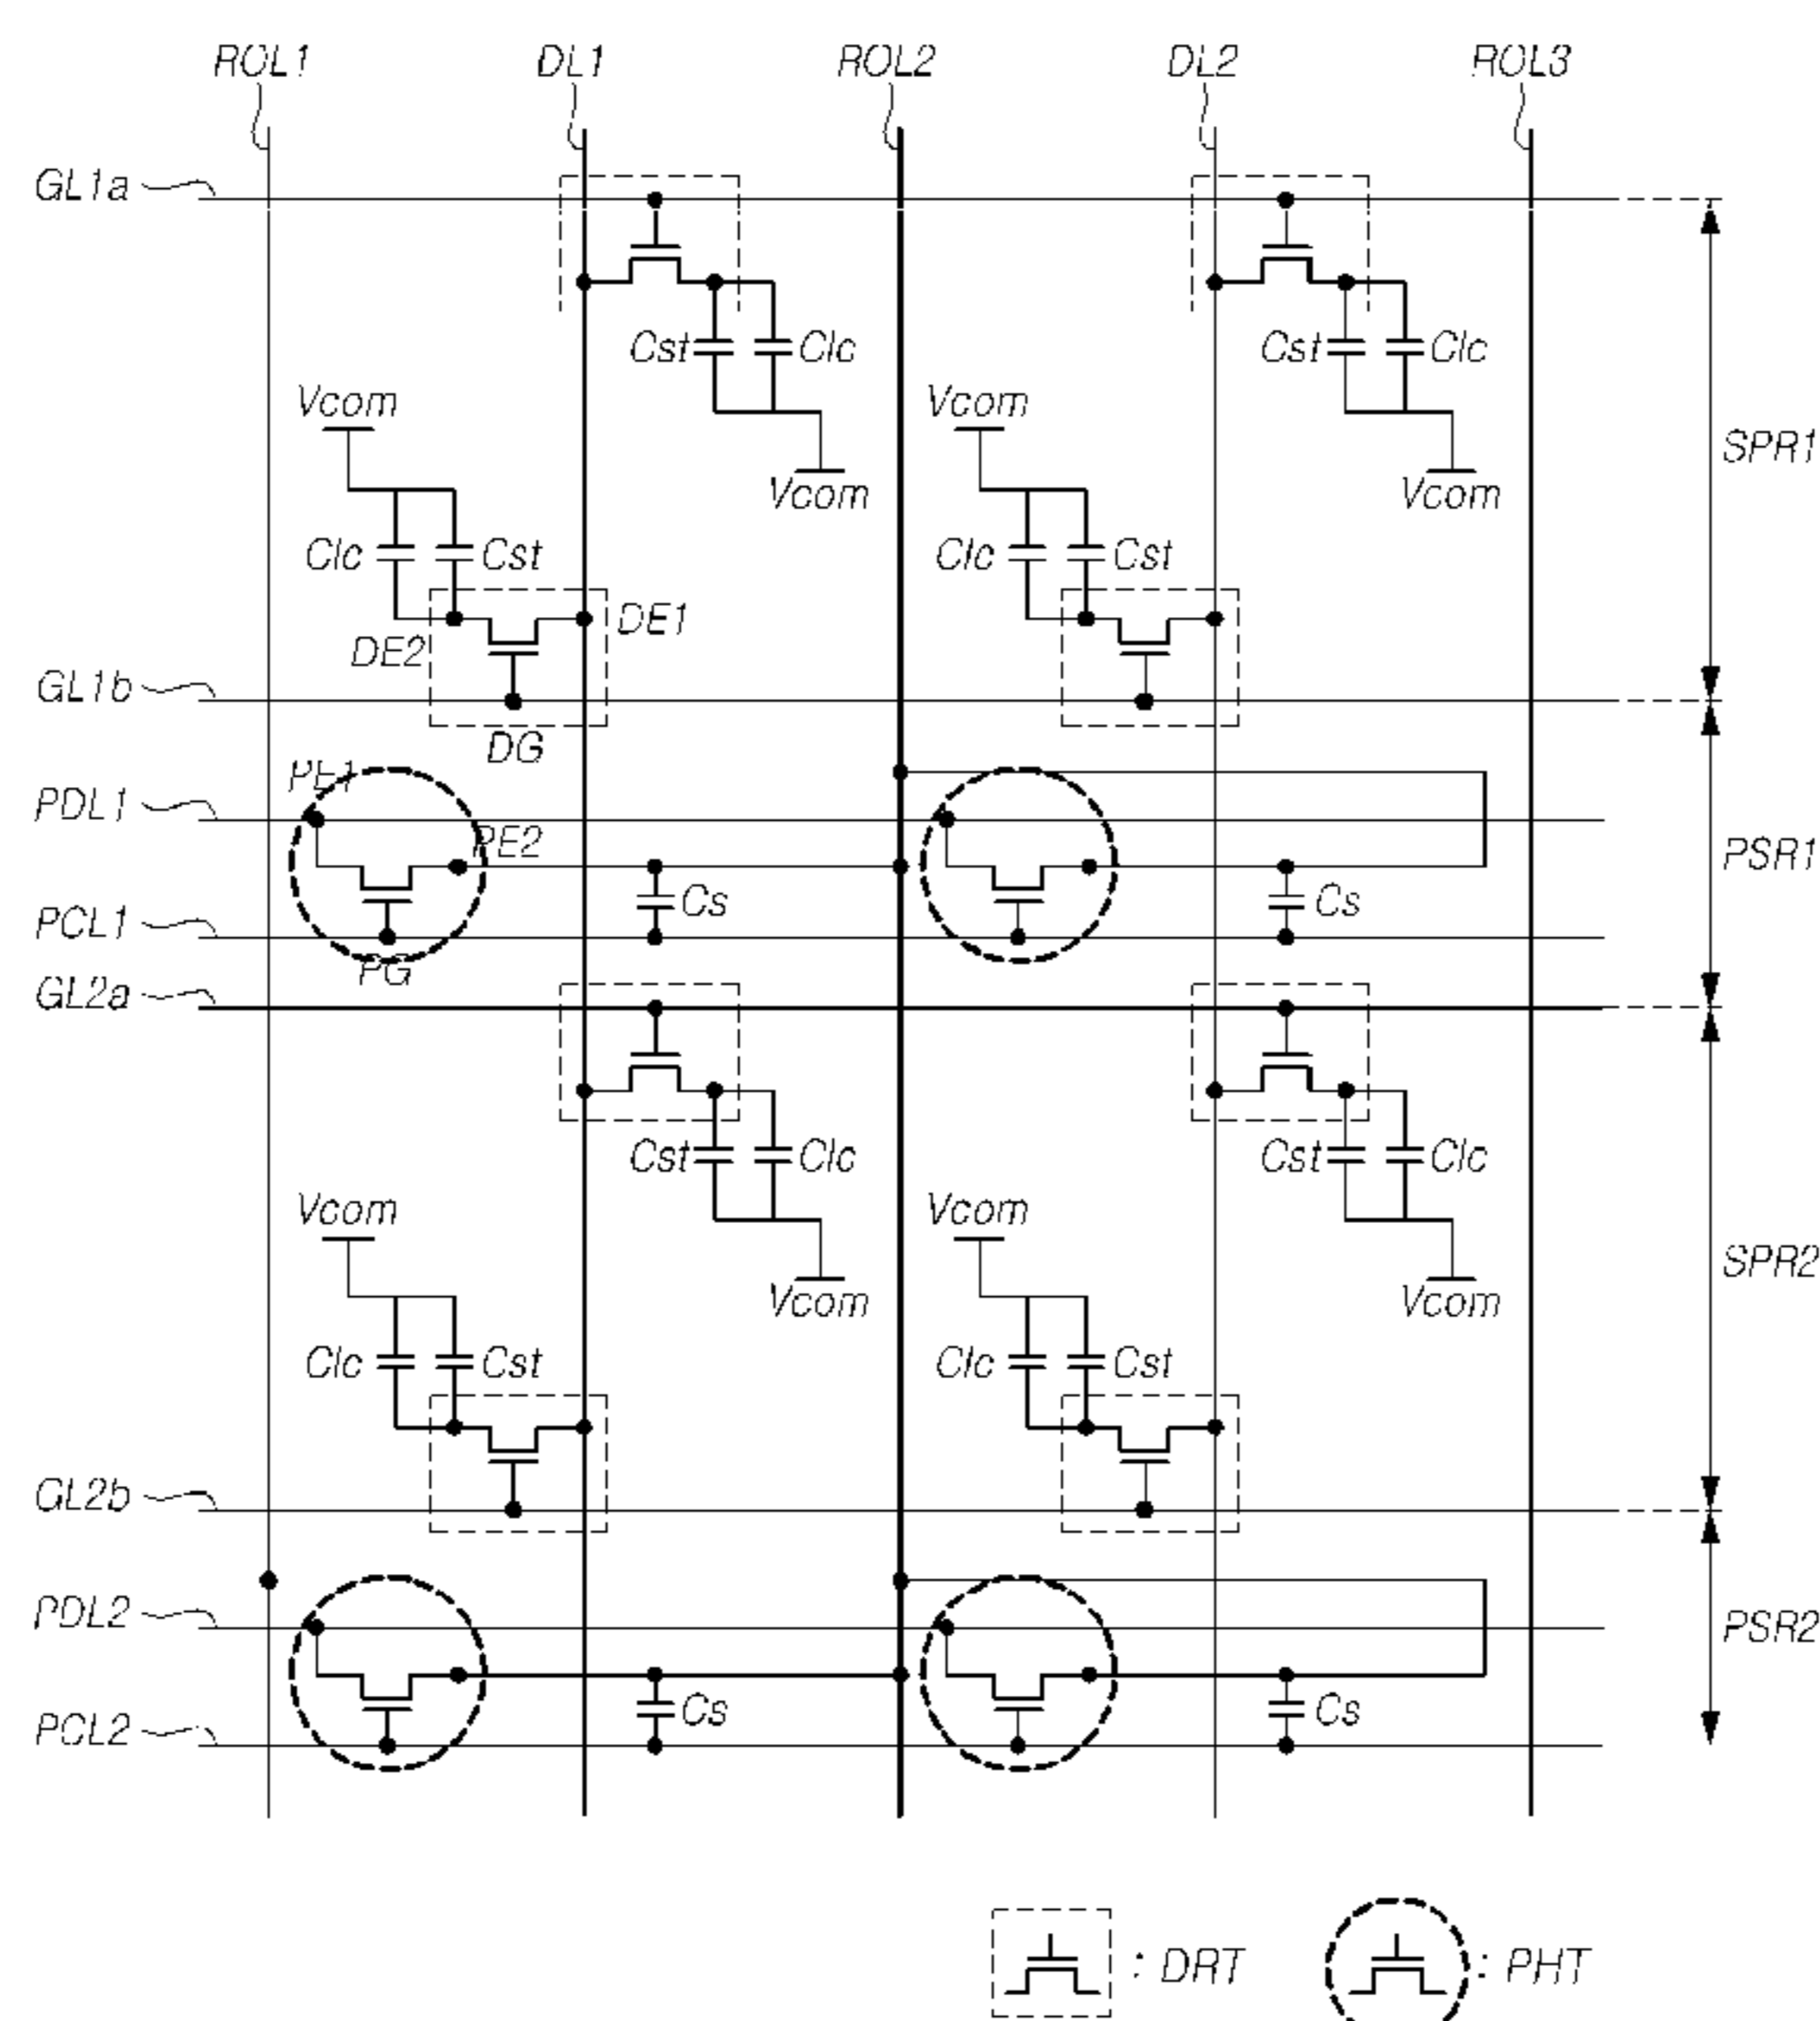 ROL1 DL1 ROL2 DL2 ROL3
GL1a
Cst Clc Cst Clc
Vcom Vcom SPR1
Vcom Vcom
Clc Cst Clc Cst
DE1
DE2
GL1b
DG
PE1
PDL1
PE2 PSR1
Cs Cs
PCL1
PG
GL2a
Cst Clc Cst Clc
Vcom Vcom
SPR2
Vcom Vcom
Clc Cst Clc Cst
GL2b
PDL2 PSR2
Cs Cs
PCL2
: DRT : PHT